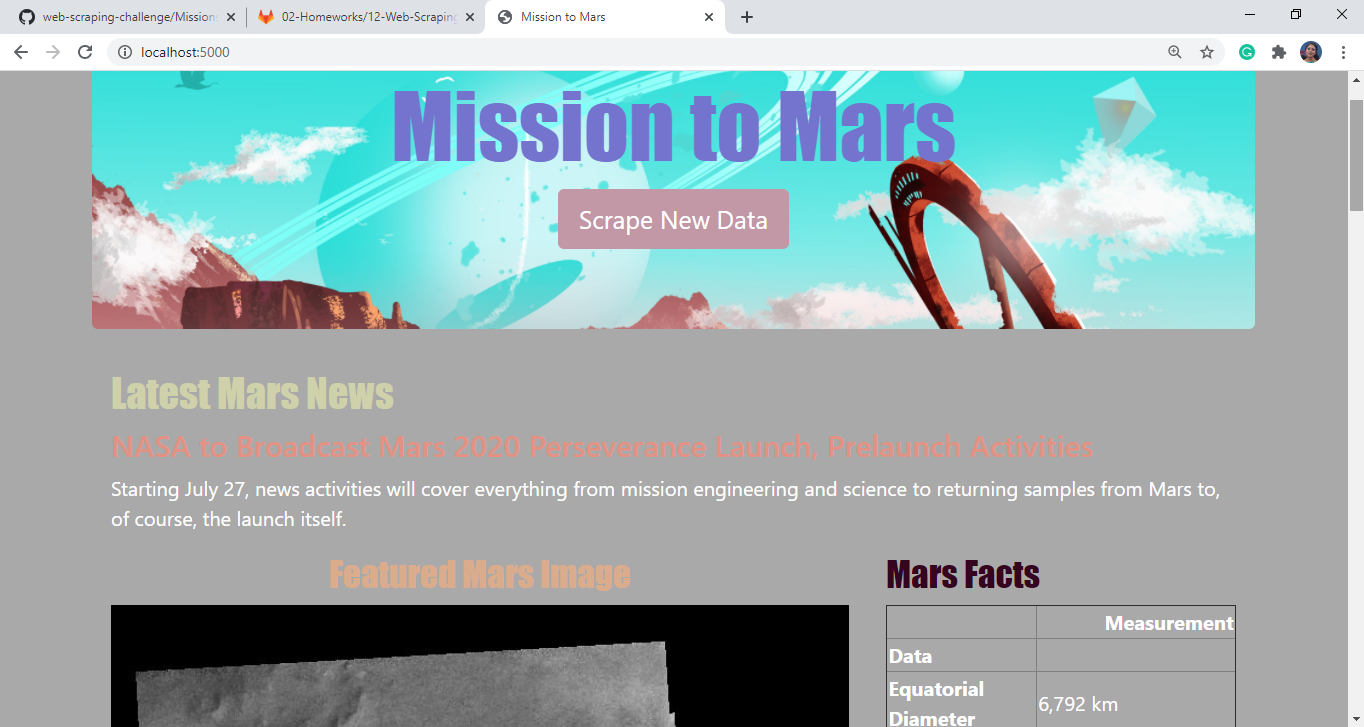 web-scraping-challenge/Mission
02-Homeworks/12-Web-Scraping
Mission to Mars
localhost:5000
Mission to Mars
Scrape New Data
Latest Mars News
NASA to Broadcast Mars 2020 Perseverance Launch, Prelaunch Activities
Starting July 27, news activities will cover everything from mission engineering and science to returning samples from Mars to,
of course, the launch itself.
Featured Mars Image
Mars Facts
Measurement
Data
Equatorial
Diameter
6,792 km